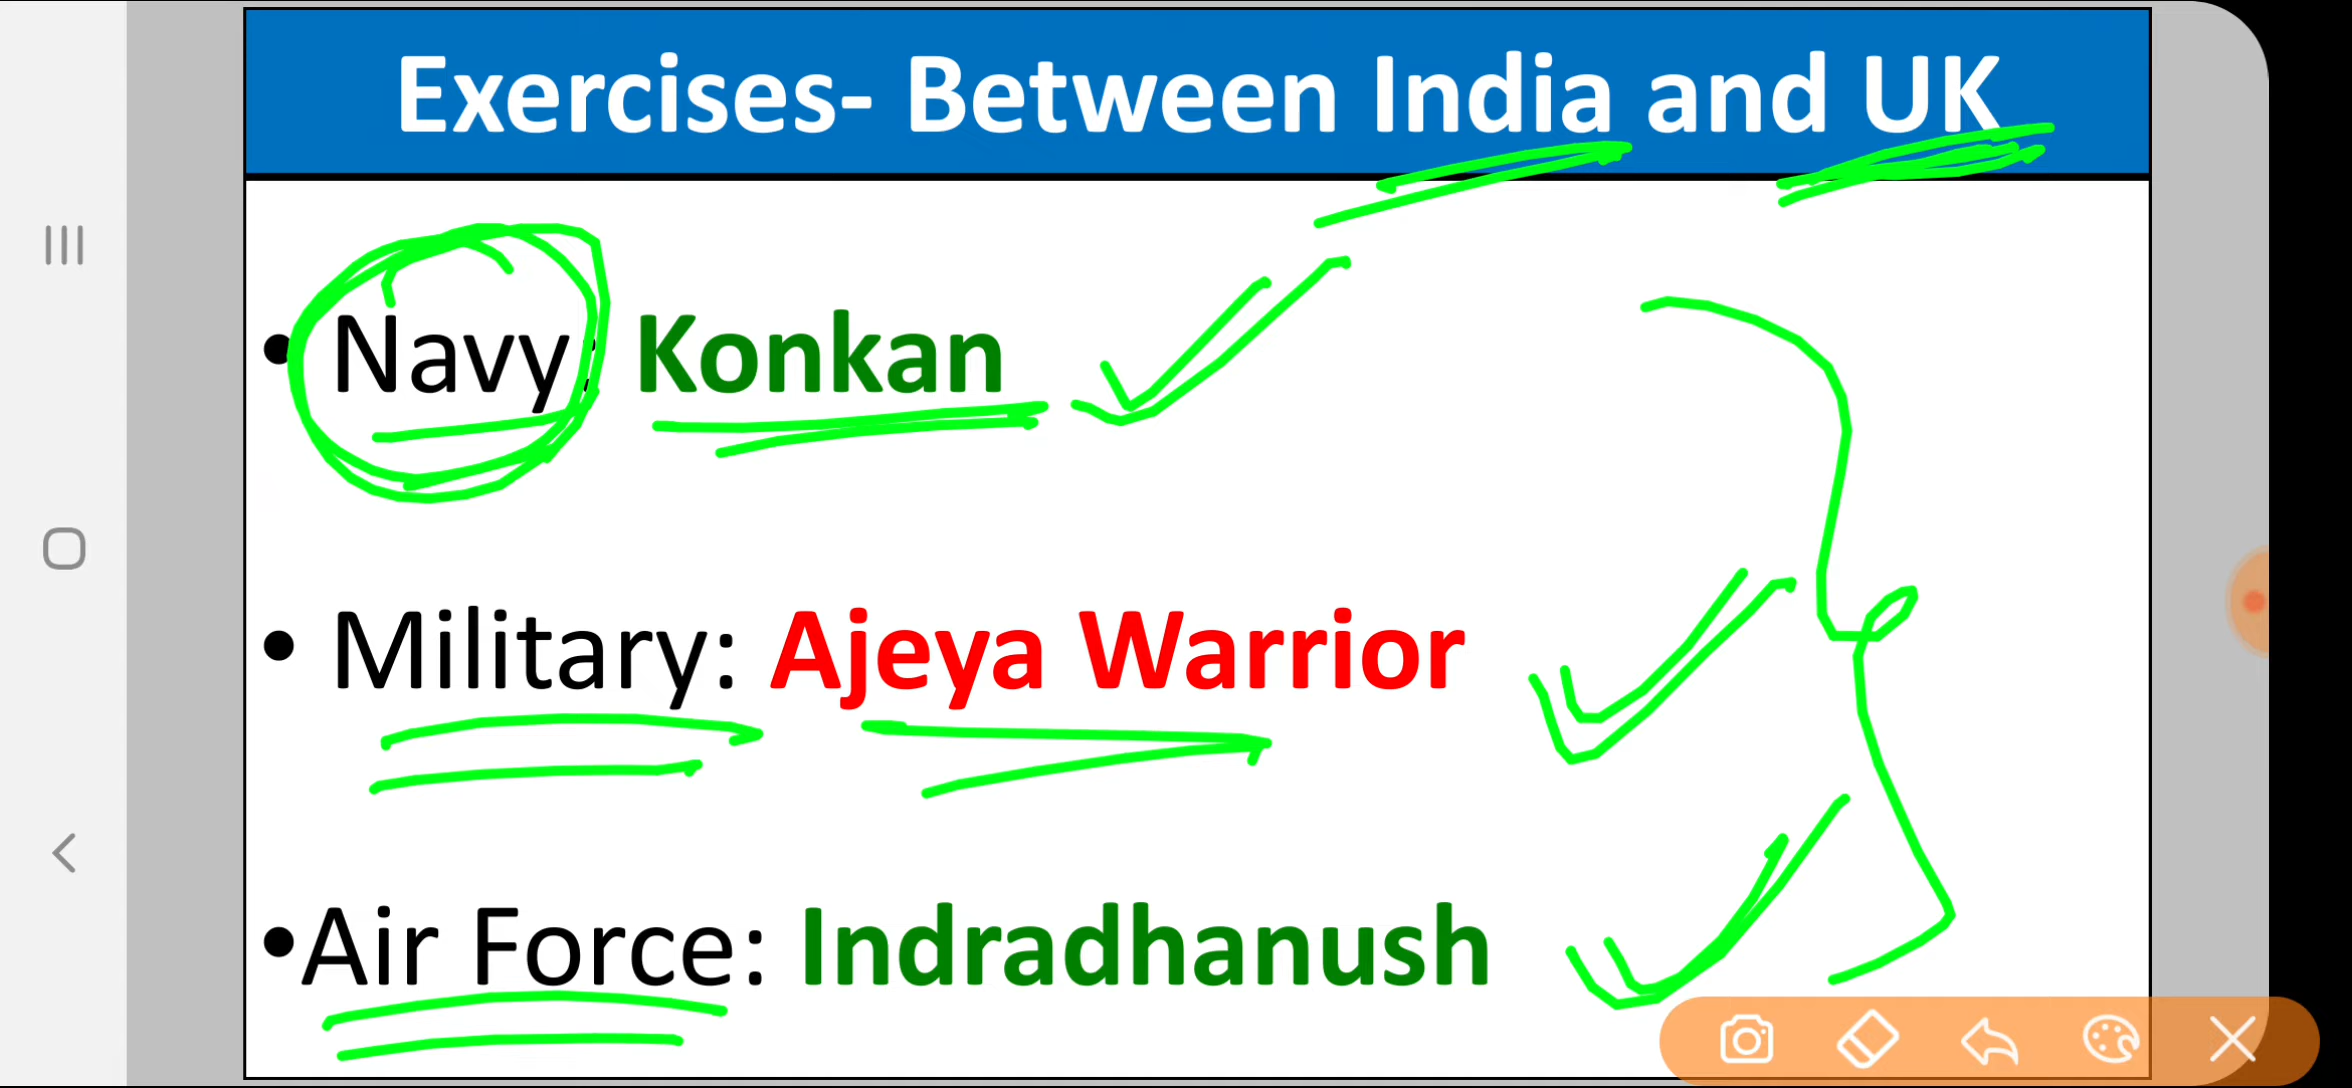 Exercises- Between India and UK
• Navy: Konkan
• Military: Ajeya Warrior
•Air Force: Indradhanush